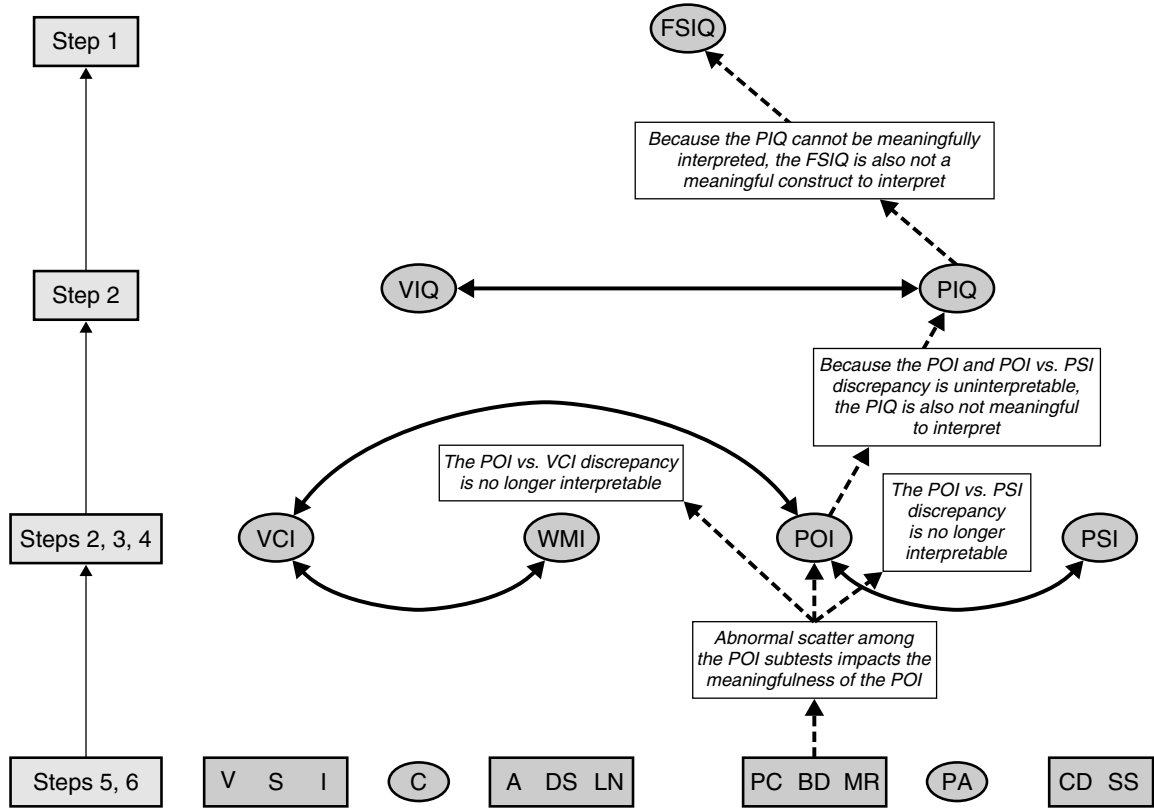 Step 1
FSIQ
Because the PIQ cannot be meaningfully
interpreted, the FSIQ is also not a
meaningful construct to interpret
Step 2
VIQ
PIQ
Because the POI and POI vs. PSI
discrepancy is uninterpretable,
the PIQ is also not meaningful
to interpret
The POI vs. VCI discrepancy
is no longer interpretable
The POI vs. PSI
discrepancy
is no longer
interpretable
Steps 2, 3, 4
VCI
WMI
POI
PSI
Abnormal scatter among
the POI subtests impacts the
meaningfulness of the POI
Steps 5, 6
V S I
C
A DS LN
PC BD MR
PA
CD SS